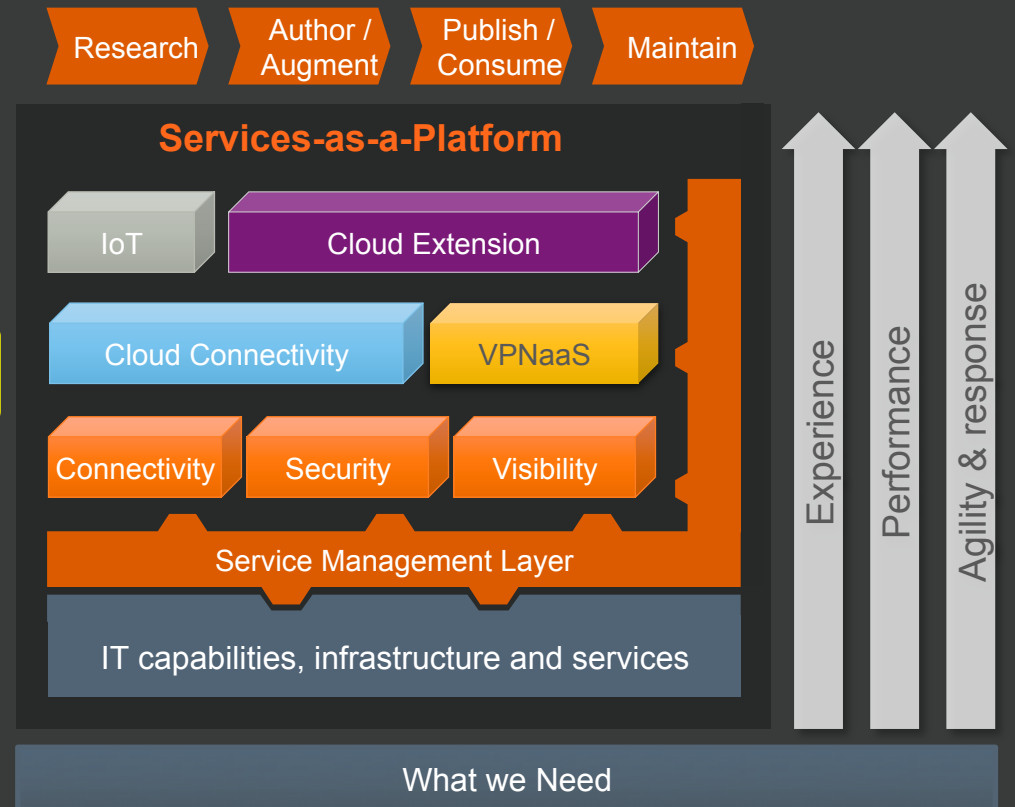 Research
Author /
Augment
Publish /
Consume
Maintain
Services-as-a-Platform
IoT
Cloud Extension
Cloud Connectivity
VPNaaS
Connectivity
Security
Visibility
Service Management Layer
IT capabilities, infrastructure and services
Experience
Performance
Agility & response
What we Need